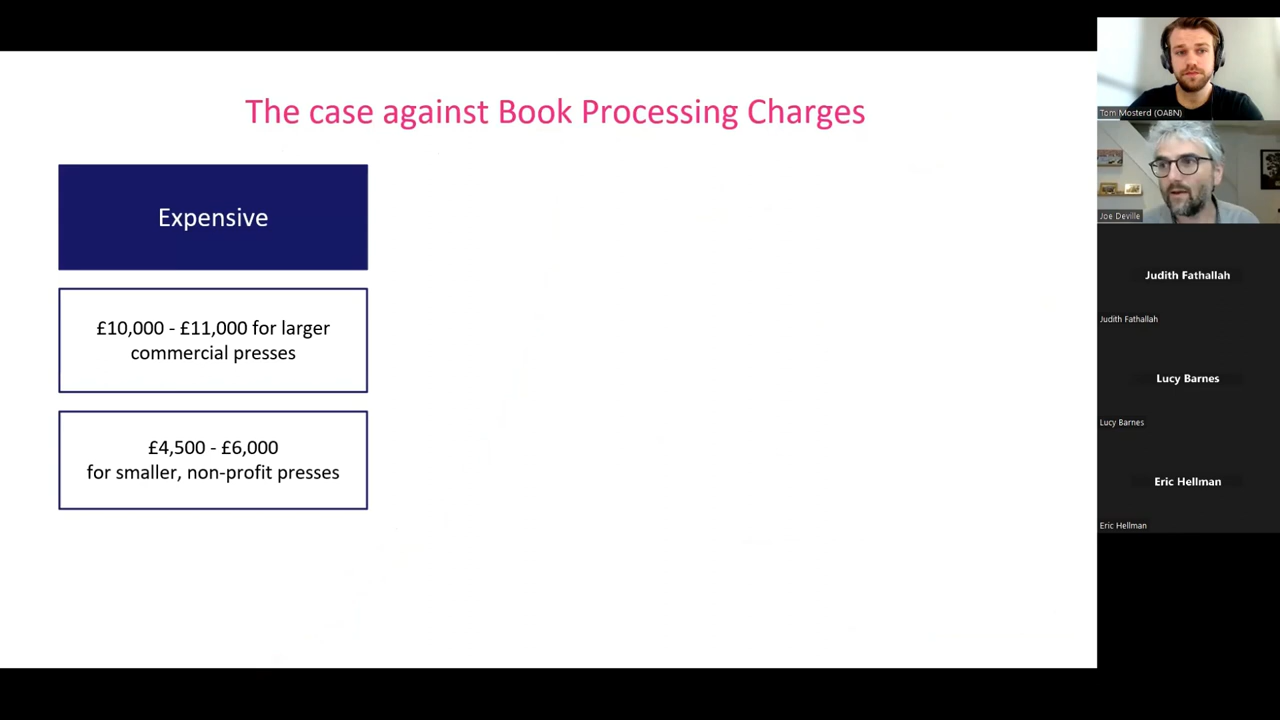 The case against Book Processing Charges
Expensive
£10,000 - £11,000 for larger
commercial presses
£4,500 - £6,000
for smaller, non-profit presses
Tom Mosterd (OABN)
Joe Deville
Judith Fathallah
Judith Fathallah
Lucy Barnes
Lucy Barnes
Eric Hellman
Eric Hellman